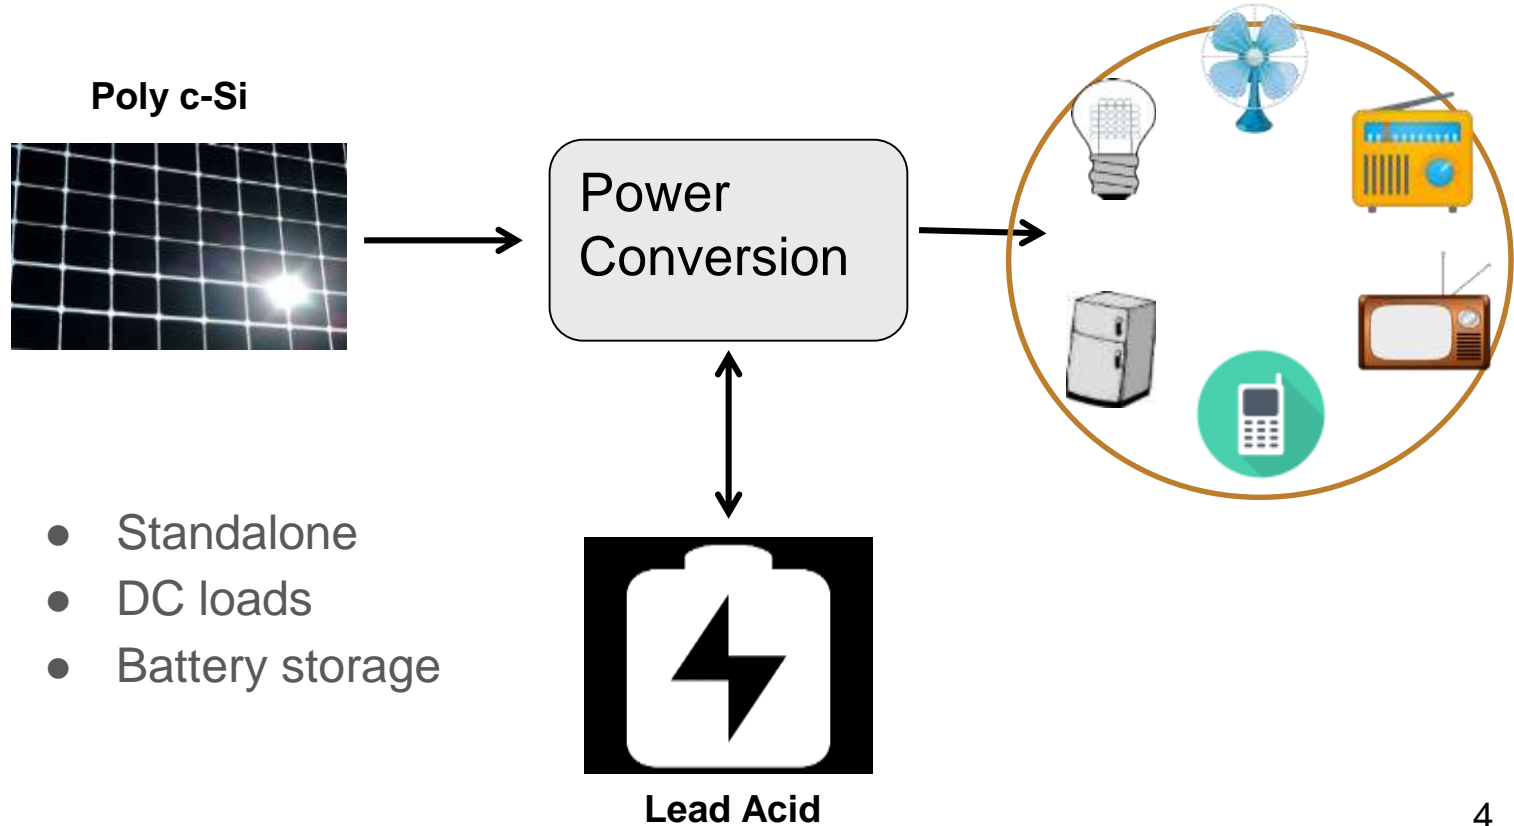 Poly c-Si
Power
Conversion
● Standalone
● DC loads
● Battery storage
Lead Acid
4